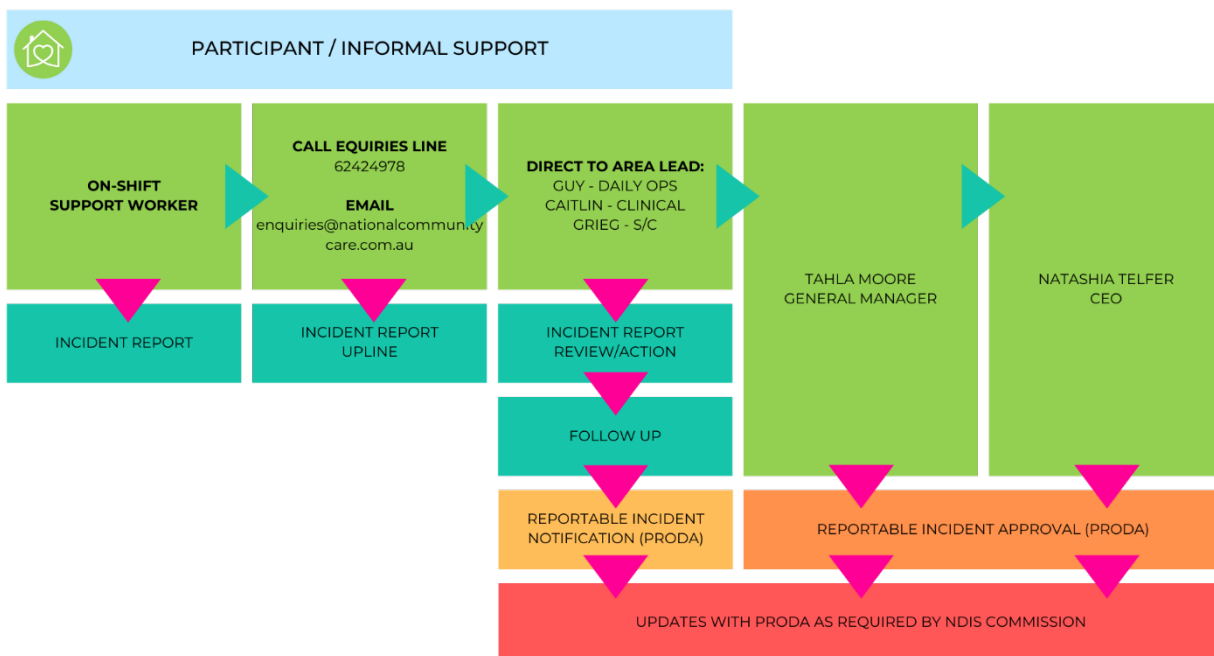 PARTICIPANT / INFORMAL SUPPORT
ON-SHIFT
SUPPORT WORKER
CALL EQUIRIES LINE
62424978
EMAIL
enquiries@nationalcommunity
care.com.au
DIRECT TO AREA LEAD:
GUY - DAILY OPS
CAITLIN - CLINICAL
GRIEG - S/C
TAHLA MOORE
GENERAL MANAGER
NATASHIA TELFER
CEO
INCIDENT REPORT
INCIDENT REPORT
UPLINE
INCIDENT REPORT
REVIEW/ACTION
FOLLOW UP
REPORTABLE INCIDENT
NOTIFICATION (PRODA)
REPORTABLE INCIDENT APPROVAL (PRODA)
UPDATES WITH PRODA AS REQUIRED BY NDIS COMMISSION